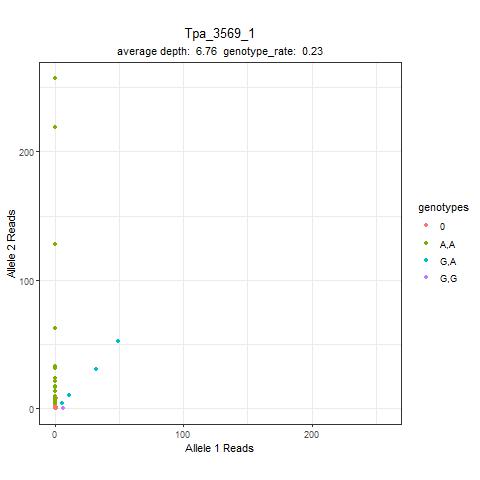 Tpa_3569_1
average depth: 6.76 genotype_rate: 0.23
Allele 2 Reads
200
100
0
0 100 200
Allele 1 Reads
genotypes
0
A,A
G,A
G,G